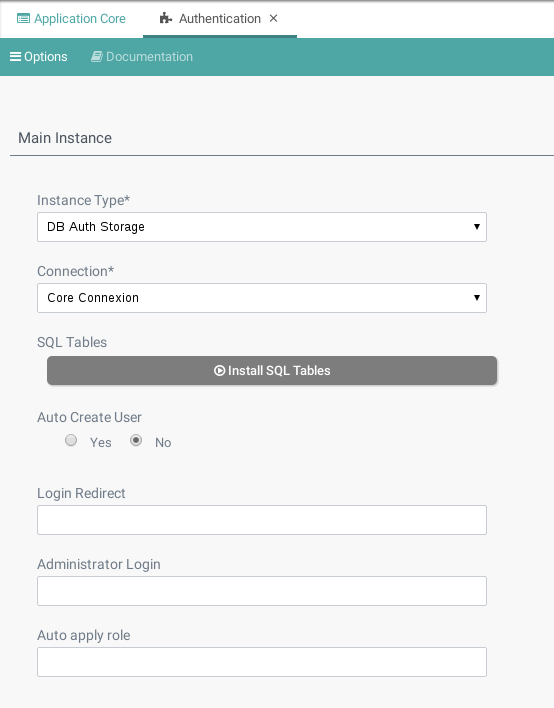 Application Core
Authentication ×
Options Documentation
Main Instance
Instance Type*
DB Auth Storage
Connection*
Core Connexion
SQL Tables
Install SQL Tables
Auto Create User
Yes No
Login Redirect
Administrator Login
Auto apply role